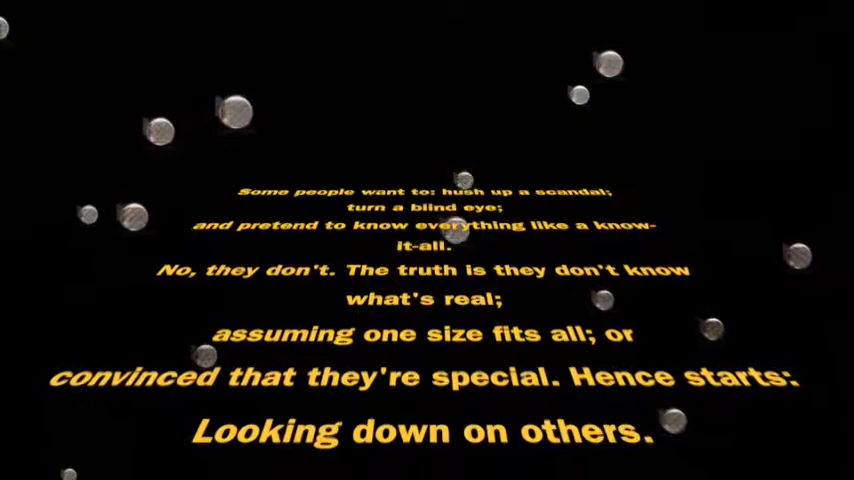 Some people want to: hush up a scandal;
turn a blind eye;
and pretend to know everything like a know-
it-all.
No, they don't. The truth is they don't know
what's real;
assuming one size fits all; or
convinced that they're special. Hence starts:
Looking down on others.